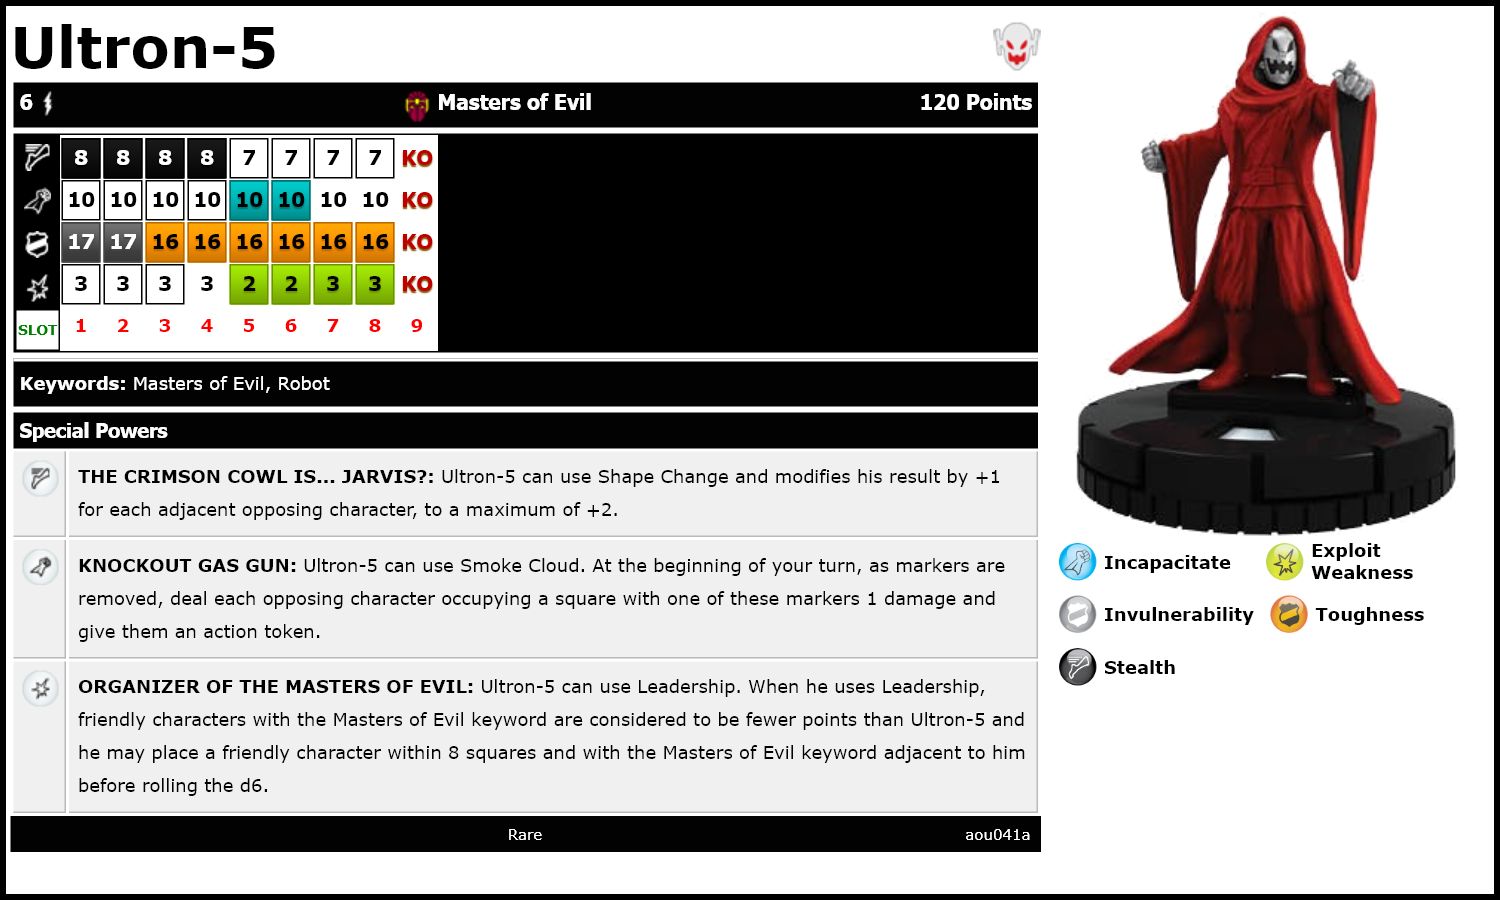 Ultron-5
6 Masters of Evil 120 Points
8 8 8 8 7 7 7 7 KO
10 10 10 10 10 10 10 10 KO
17 17 16 16 16 16 16 16 KO
3 3 3 3 2 2 3 3 KO
SLOT 1 2 3 4 5 6 7 8 9
Keywords: Masters of Evil, Robot
Special Powers
THE CRIMSON COWL IS... JARVIS?: Ultron-5 can use Shape Change and modifies his result by +1
for each adjacent opposing character, to a maximum of +2.
KNOCKOUT GAS GUN: Ultron-5 can use Smoke Cloud. At the beginning of your turn, as markers are
removed, deal each opposing character occupying a square with one of these markers 1 damage and
give them an action token.
ORGANIZER OF THE MASTERS OF EVIL: Ultron-5 can use Leadership. When he uses Leadership,
friendly characters with the Masters of Evil keyword are considered to be fewer points than Ultron-5 and
he may place a friendly character within 8 squares and with the Masters of Evil keyword adjacent to him
before rolling the d6.
Rare aou041a
Incapacitate
Exploit
Weakness
Invulnerability
Toughness
Stealth